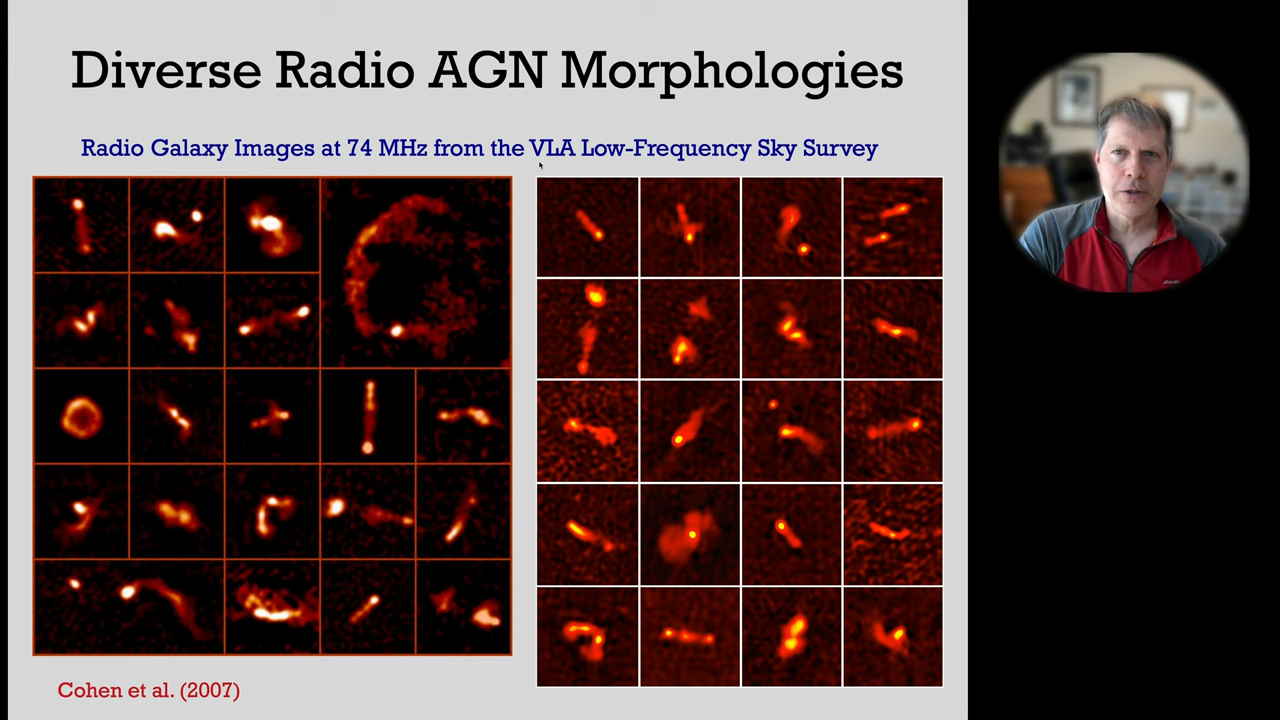 Diverse Radio AGN Morphologies
Radio Galaxy Images at 74 MHz from the VLA Low-Frequency Sky Survey
Cohen et al. (2007)